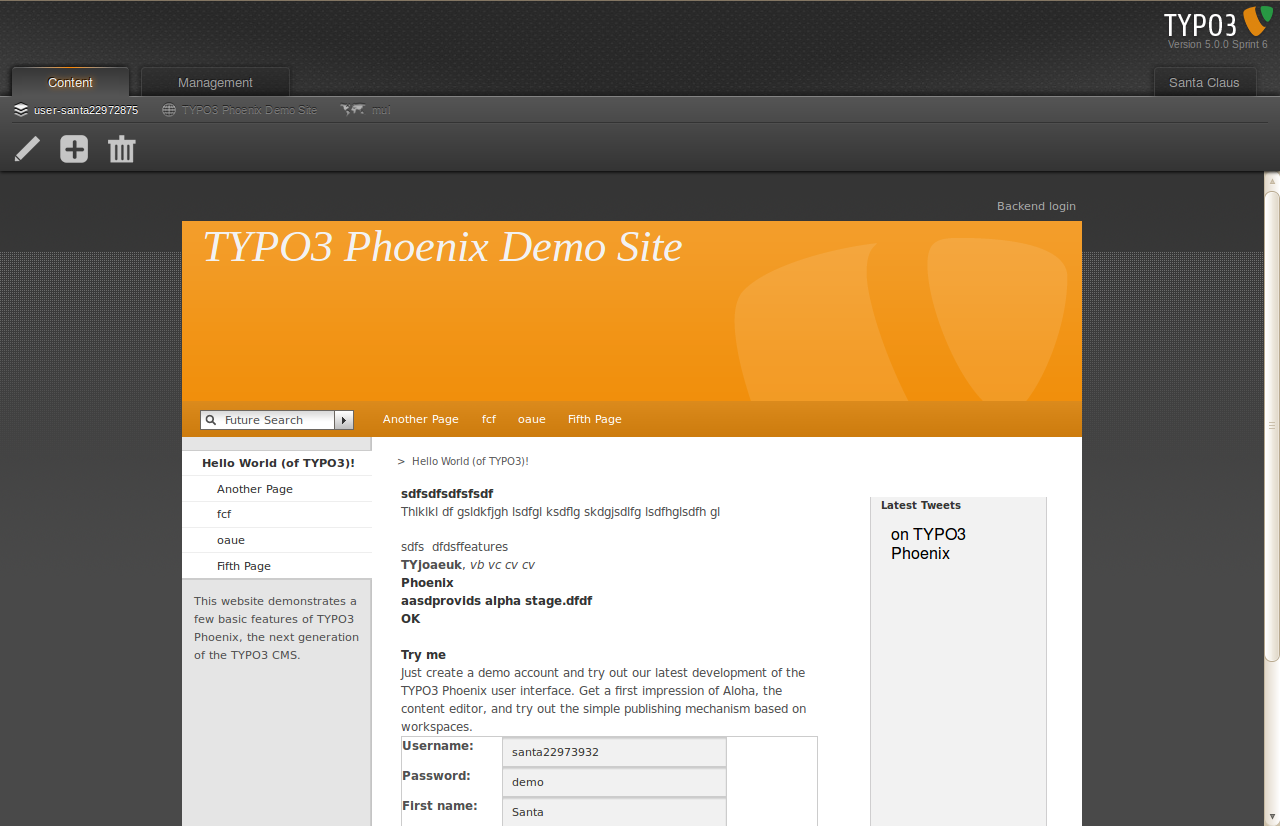 TYPO3
Version 5.0.0 Sprint 6
Content
Management
Santa Claus
user-santa22972875
TYPO3 Phoenix Demo Site
mul
Backend login
TYPO3 Phoenix Demo Site
Future Search
Another Page
fcf
oaue
Fifth Page
Hello World (of TYPO3)!
Another Page
fcf
oaue
Fifth Page
This website demonstrates a
few basic features of TYPO3
Phoenix, the next generation
of the TYPO3 CMS.
> Hello World (of TYPO3)!
sdfsdfsdfsfsdf
Thlklkl df gsldkfjgh lsdfgl ksdflg skdgjsdlfg lsdfhglsdfh gl
sdfs dfdsffeatures
TYjoaeuk, vb vc cv cv
Phoenix
aasdprovids alpha stage.dfdf
OK
Try me
Just create a demo account and try out our latest development of the
TYPO3 Phoenix user interface. Get a first impression of Aloha, the
content editor, and try out the simple publishing mechanism based on
workspaces.
Username: santa22973932
Password: demo
First name: Santa
Latest Tweets
on TYPO3
Phoenix